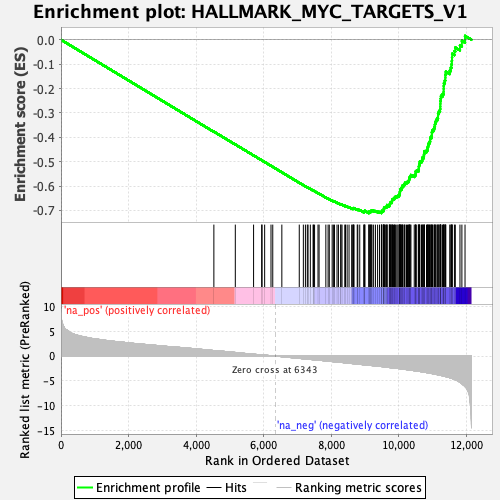 Enrichment plot: HALLMARK_MYC_TARGETS_V1
Enrichment score (ES)
0.0
-0.1
-0.2
-0.3
-0.4
-0.5
-0.6
-0.7
Ranked list metric (PreRanked)
'na_pos' (positively correlated)
10
5
0
-5
-10
-15
Zero cross at 6343
'na_neg' (negatively correlated)
0
2,000
4,000
6,000
8,000
10,000
12,000
Rank in Ordered Dataset
Enrichment profile
Hits
Ranking metric scores